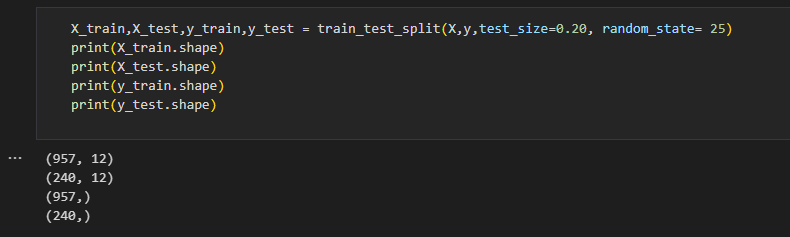 X_train,X_test,y_train,y_test = train_test_split(X,y,test_size=0.20, random_state= 25)
print(X_train.shape)
print(X_test.shape)
print(y_train.shape)
print(y_test.shape)
...
(957, 12)
(240, 12)
(957,)
(240,)